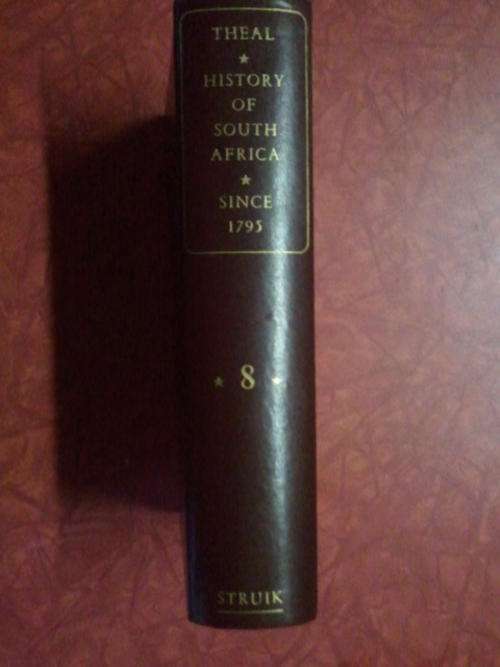 THEAL
★
HISTORY
OF
SOUTH
AFRICA
★
SINCE
1795
★ 8 ★
STRUIK